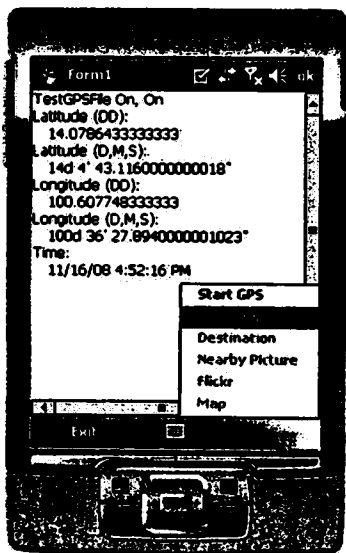 Form1 ok
TestGPSFile On, On
Latitude (DD):
14.0786433333333
Latitude (D,M,S):
14d 4' 43.1160000000018"
Longitude (DD):
100.607748333333
Longitude (D,M,S):
100d 36' 27.8940000001023"
Time:
11/16/08 4:52:16 PM
Start GPS
Destination
Nearby Picture
flickr
Map
Exit